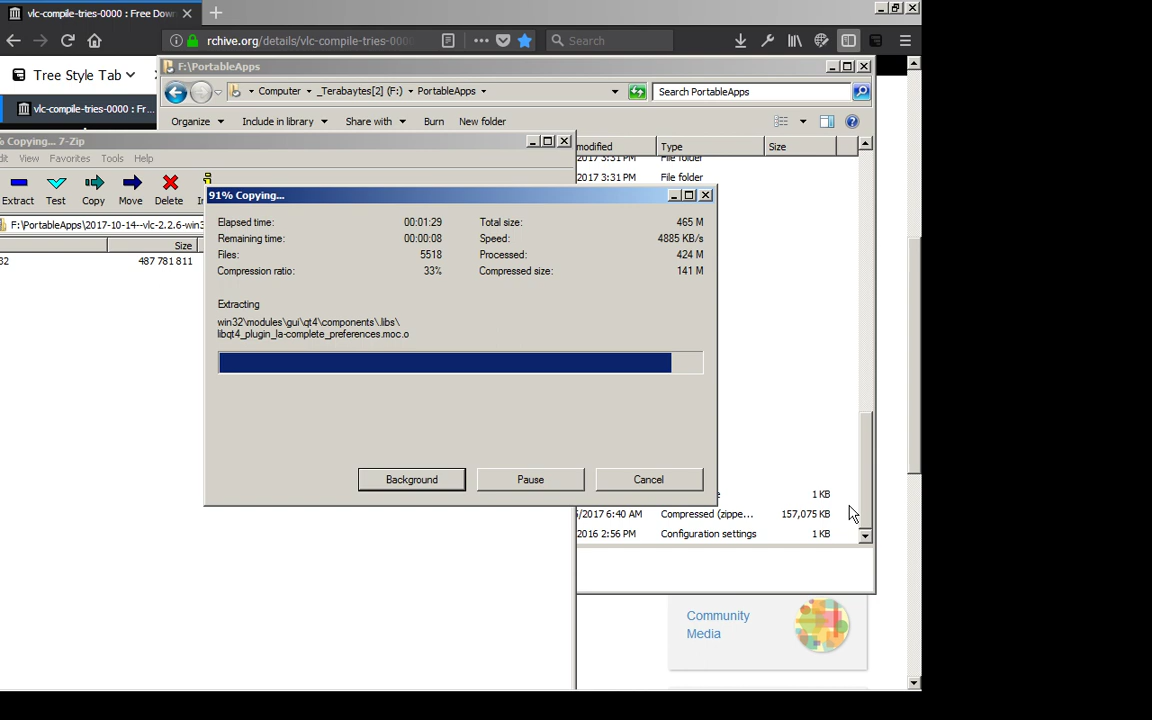 vlc-compile-tries-0000 : Free Dow
rchive.org/details/vlc-compile-tries-0000
Search
Tree Style Tab
vlc-compile-tries-0000 : Fr...
F:\PortableApps
Computer
_Terabytes[2] (F:)
PortableApps
Search PortableApps
Organize
Include in library
Share with
Burn
New folder
% Copying... 7-Zip
dit View Favorites Tools Help
Extract Test Copy Move Delete
F:\PortableApps\2017-10-14--vlc-2.2.6-win3
Size
32 487 781 811
modified Type Size
2017 3:31 PM File folder
2017 3:31 PM File folder
91% Copying...
Elapsed time: 00:01:29 Total size: 465 M
Remaining time: 00:00:08 Speed: 4885 KB/s
Files: 5518 Processed: 424 M
Compression ratio: 33% Compressed size: 141 M
Extracting
win32\modules\gui\qt4\components\.libs\
libqt4_plugin_la-complete_preferences.moc.o
Background Pause Cancel
1 KB
/2017 6:40 AM Compressed (zippe... 157,075 KB
2016 2:56 PM Configuration settings 1 KB
Community
Media